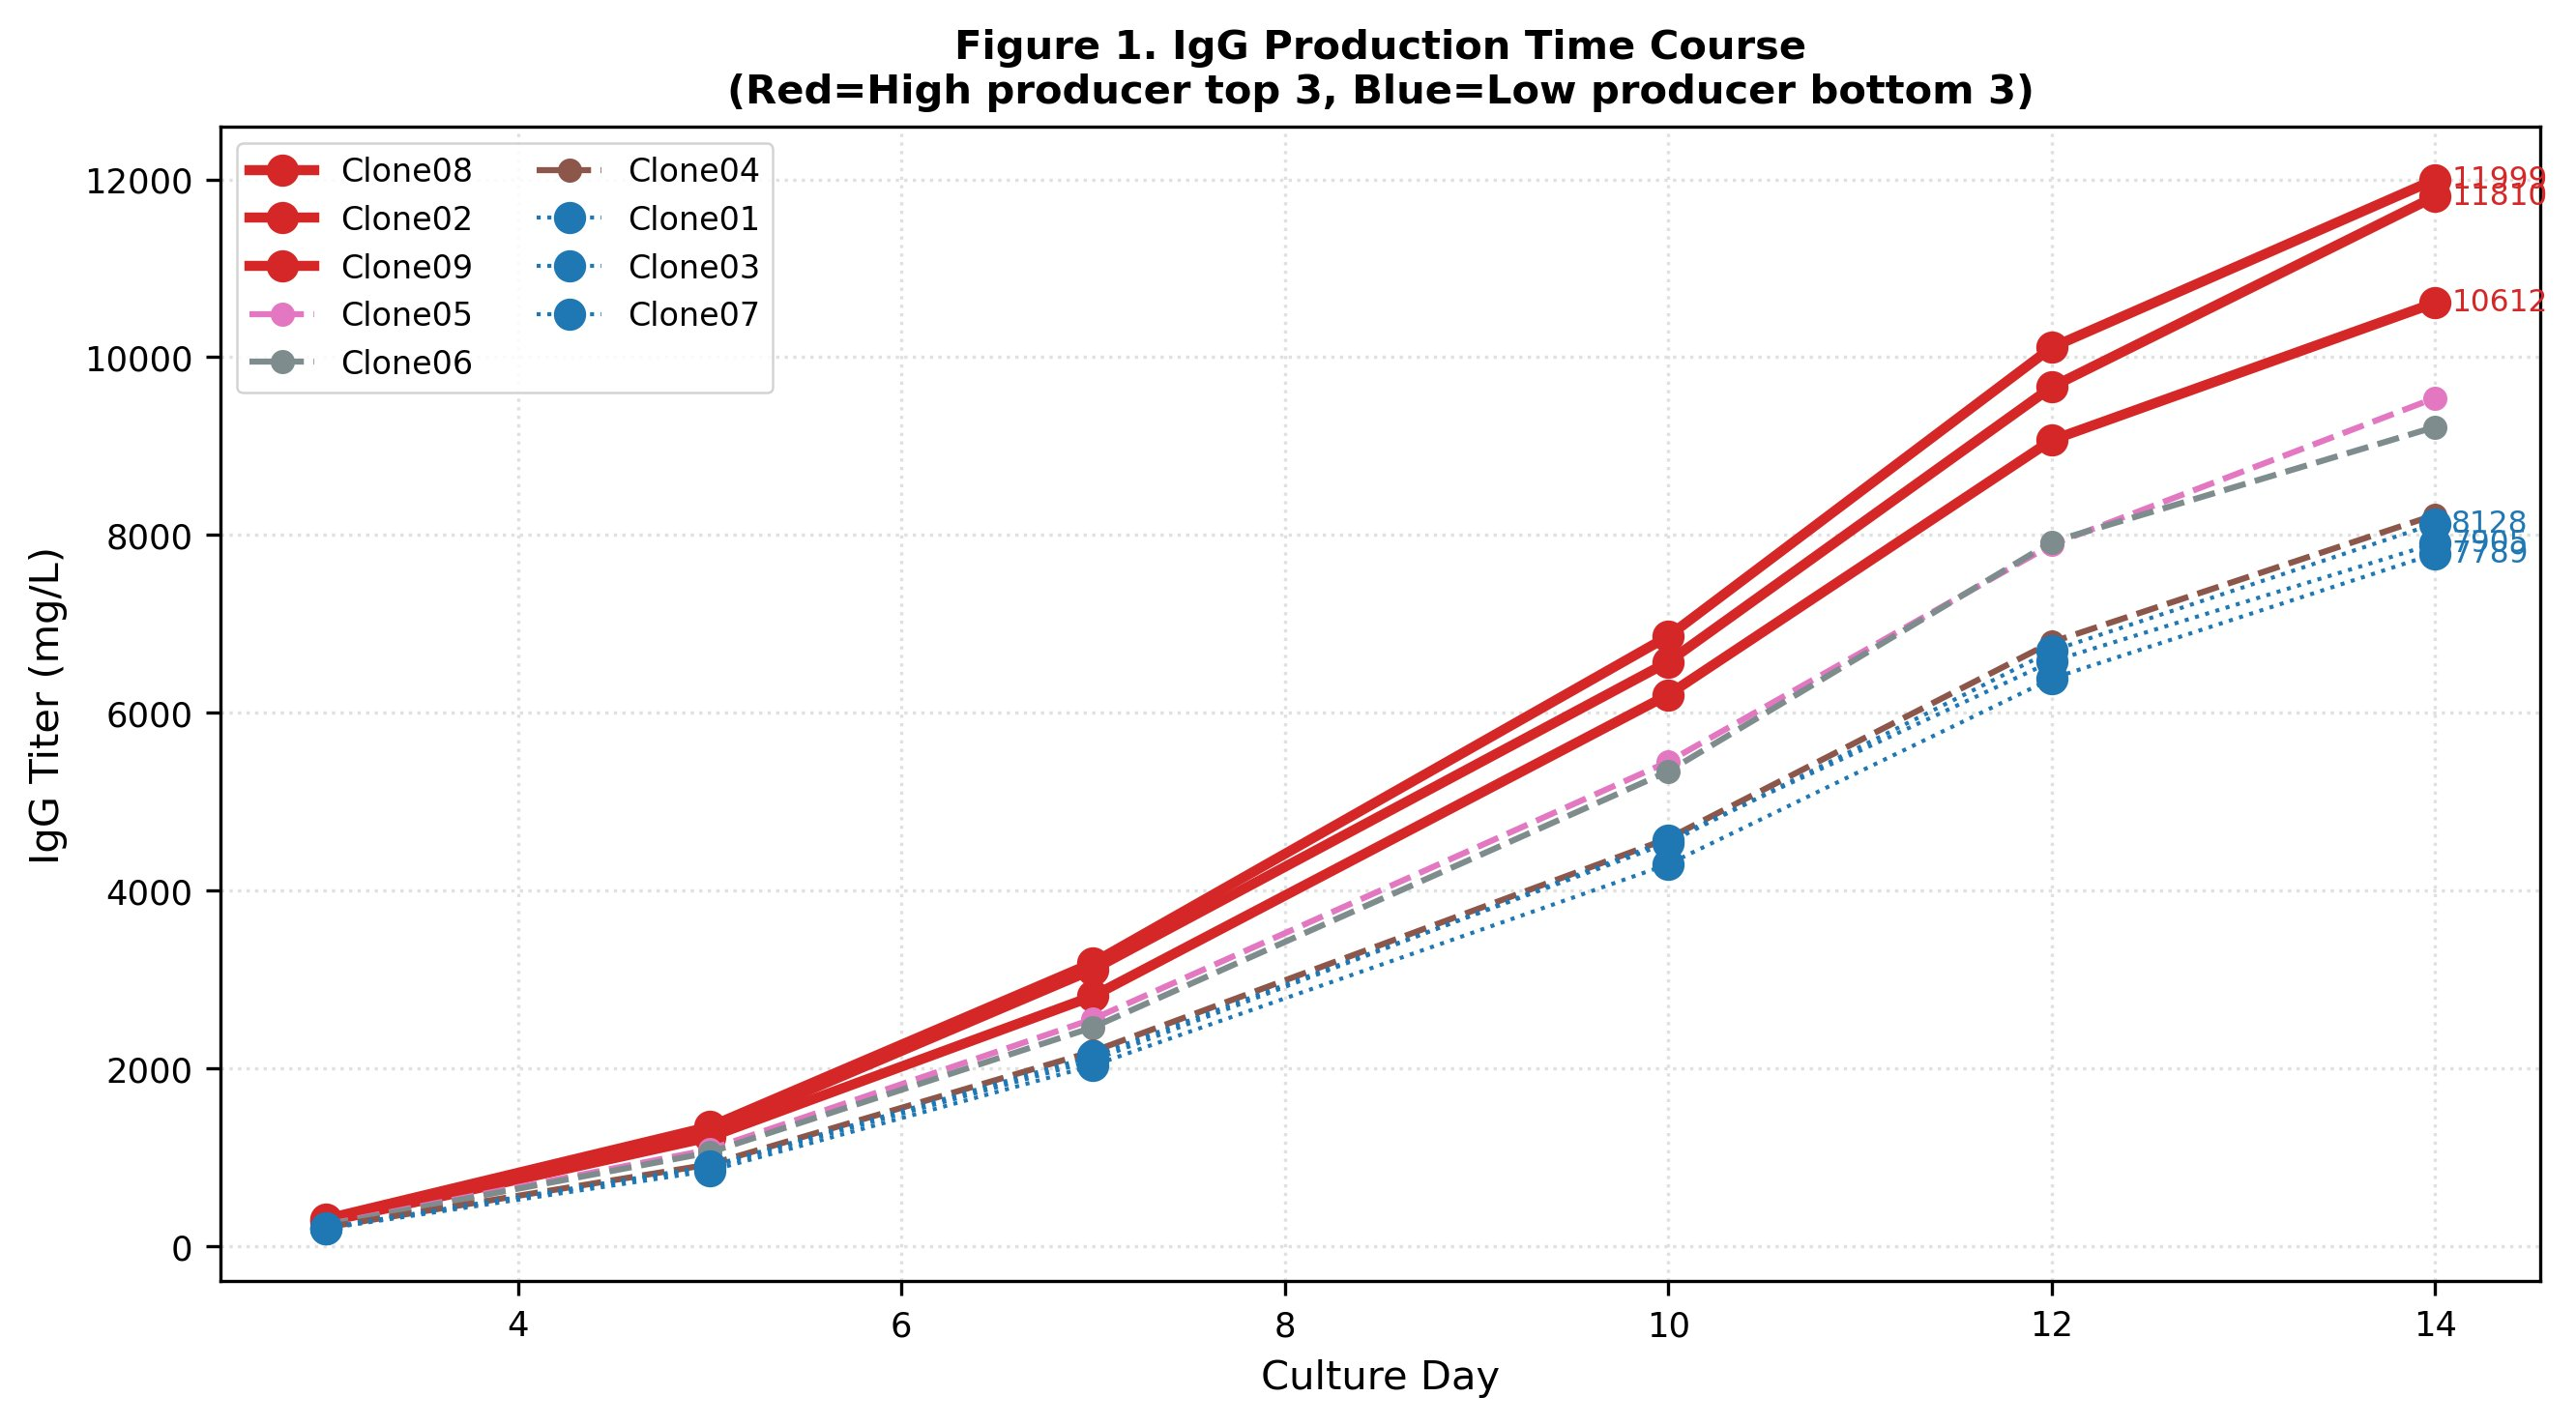 Figure 1. IgG Production Time Course
(Red=High producer top 3, Blue=Low producer bottom 3)
Clone08
Clone02
Clone09
Clone05
Clone06
Clone04
Clone01
Clone03
Clone07
IgG Titer (mg/L)
12000
10000
8000
6000
4000
2000
0
11999
11810
10612
8128
7905
7789
4
6
8
10
12
14
Culture Day